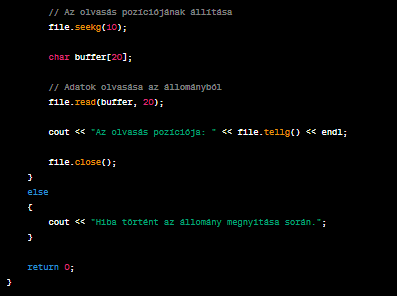 // Az olvasás pozíciójának állítása
file.seekg(10);
char buffer[20];
// Adatok olvasása az állományból
file.read(buffer, 20);
cout << "Az olvasás pozíciója: " << file.tellg() << endl;
file.close();
}
else
{
cout << "Hiba történt az állomány megnyitása során.";
}
return 0;
}